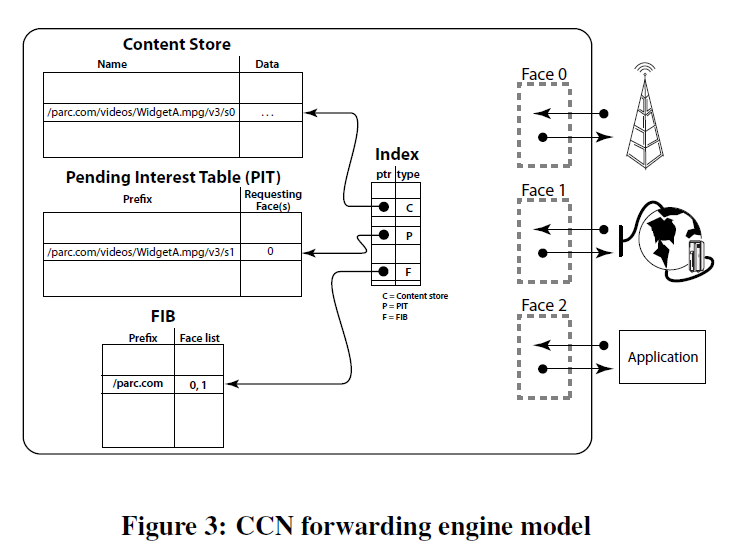 Content Store
Name Data
/parc.com/videos/WidgetA.mpg/v3/s0 ...
Pending Interest Table (PIT)
Prefix Requesting Face(s)
/parc.com/videos/WidgetA.mpg/v3/s1 0
FIB
Prefix Face list
/parc.com 0, 1
Index
ptr type
C
P
F
C = Content store
P = PIT
F = FIB
Face 0
Face 1
Face 2
Application
Figure 3: CCN forwarding engine model